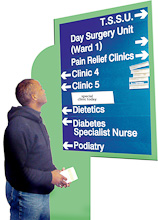 T.S.S.U.
Day Surgery Unit
(Ward 1)
Pain Relief Clinics
Clinic 4
Clinic 5
Dietetics
Diabetes
Specialist Nurse
Podiatry